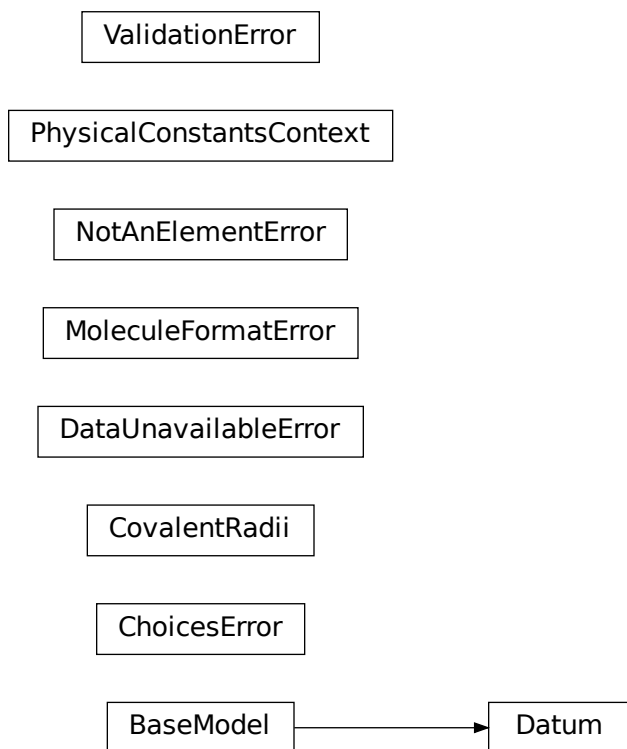 ValidationError
PhysicalConstantsContext
NotAnElementError
MoleculeFormatError
DataUnavailableError
CovalentRadii
ChoicesError
BaseModel
Datum